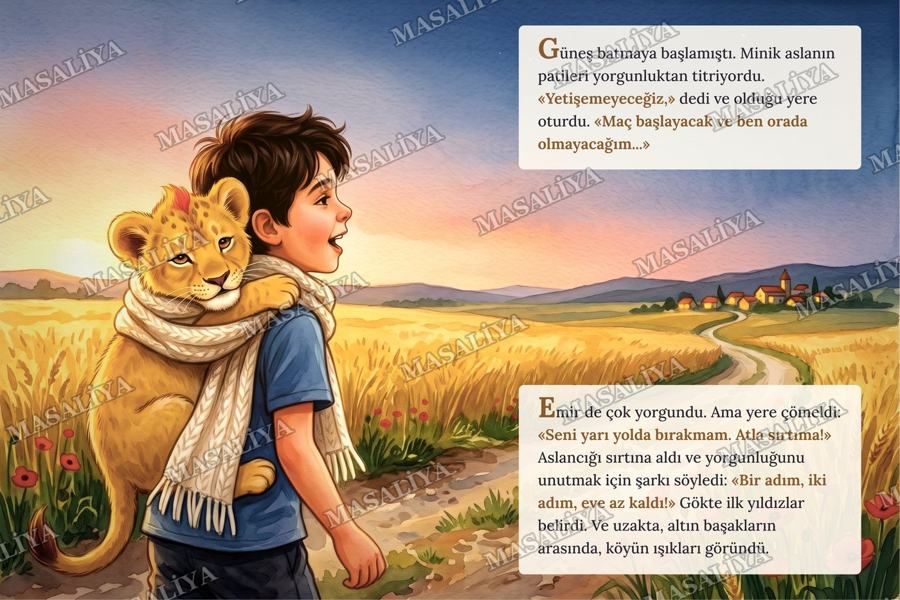 Güneş batmaya başlamıştı. Minik aslanın
patileri yorgunluktan titriyordu.
«Yetişemeyeceğiz,» dedi ve olduğu yere
oturdu. «Maç başlayacak ve ben orada
olmayacağım...»
Emir de çok yorgundu. Ama yere çömeldi:
«Seni yarı yolda bırakmam. Atla sırtıma!»
Aslancığı sırtına aldı ve yorgunluğunu
unutmak için şarkı söyledi: «Bir adım, iki
adım, eve az kaldı!» Gökte ilk yıldızlar
belirdi. Ve uzakta, altın başakların
arasında, köyün ışıkları göründü.
MASALİYA